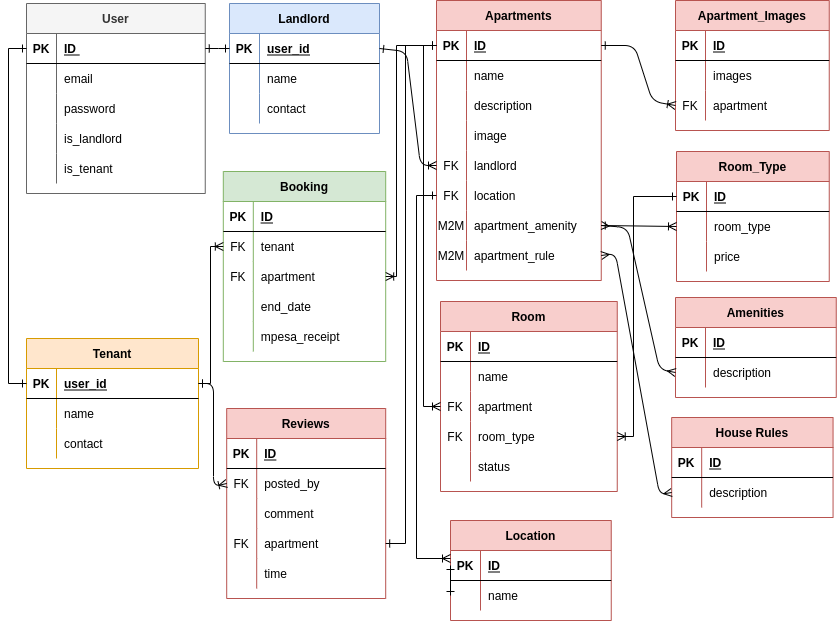 User
PK ID
email
password
is_landlord
is_tenant
Landlord
PK user_id
name
contact
Booking
PK ID
FK tenant
FK apartment
end_date
mpesa_receipt
Tenant
PK user_id
name
contact
Reviews
PK ID
FK posted_by
comment
FK apartment
time
Apartments
PK ID
name
description
image
FK landlord
FK location
M2M apartment_amenity
M2M apartment_rule
Room
PK ID
name
FK apartment
FK room_type
status
Location
PK ID
name
Apartment_Images
PK ID
images
FK apartment
Room_Type
PK ID
room_type
price
Amenities
PK ID
description
House Rules
PK ID
description